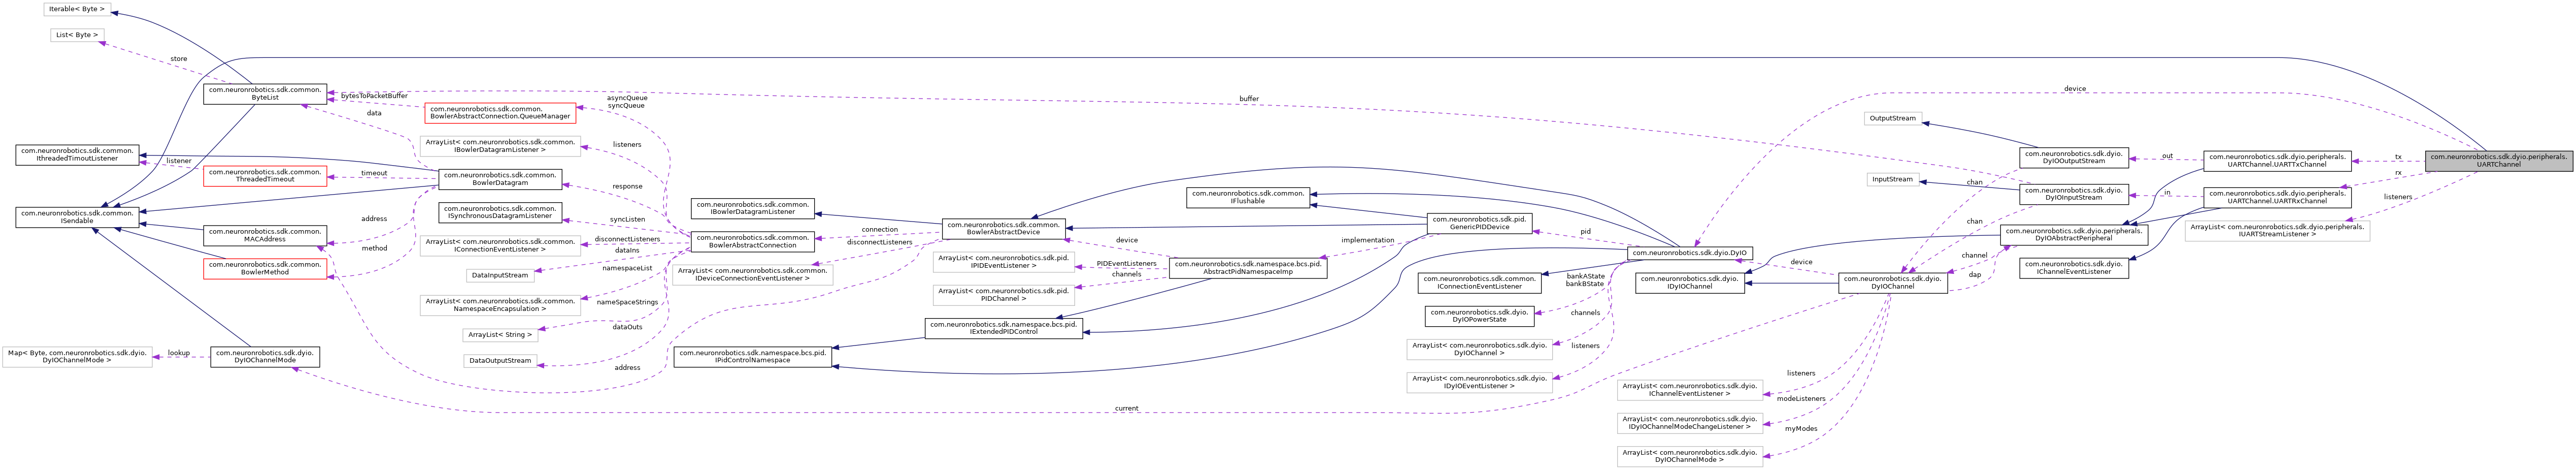 Iterable< Byte >
List< Byte >
store
com.neuronrobotics.sdk.common.
ByteList
bytesToPacketBuffer
data
com.neuronrobotics.sdk.common.
BowlerAbstractConnection.QueueManager
asyncQueue
syncQueue
buffer
device
ArrayList< com.neuronrobotics.sdk.common.
IBowlerDatagramListener >
listeners
com.neuronrobotics.sdk.common.
IthreadedTimoutListener
listener
com.neuronrobotics.sdk.common.
ThreadedTimeout
timeout
com.neuronrobotics.sdk.common.
BowlerDatagram
response
com.neuronrobotics.sdk.common.
ISendable
address
method
com.neuronrobotics.sdk.common.
MACAddress
com.neuronrobotics.sdk.common.
BowlerMethod
com.neuronrobotics.sdk.common.
ISynchronousDatagramListener
syncListen
ArrayList< com.neuronrobotics.sdk.common.
IConnectionEventListener >
disconnectListeners
DataInputStream
dataIns
ArrayList< com.neuronrobotics.sdk.common.
NamespaceEncapsulation >
namespaceList
ArrayList< String >
nameSpaceStrings
DataOutputStream
dataOuts
address
Map< Byte, com.neuronrobotics.sdk.dyio.
DyIOChannelMode >
lookup
com.neuronrobotics.sdk.dyio.
DyIOChannelMode
current
com.neuronrobotics.sdk.common.
IBowlerDatagramListener
com.neuronrobotics.sdk.common.
BowlerAbstractConnection
connection
disconnectListeners
ArrayList< com.neuronrobotics.sdk.common.
IDeviceConnectionEventListener >
com.neuronrobotics.sdk.namespace.bcs.pid.
IPidControlNamespace
com.neuronrobotics.sdk.common.
BowlerAbstractDevice
device
ArrayList< com.neuronrobotics.sdk.pid.
IPIDEventListener >
PIDEventListeners
channels
ArrayList< com.neuronrobotics.sdk.pid.
PIDChannel >
com.neuronrobotics.sdk.namespace.bcs.pid.
IExtendedPIDControl
com.neuronrobotics.sdk.common.
IFlushable
com.neuronrobotics.sdk.namespace.bcs.pid.
AbstractPidNamespaceImp
implementation
com.neuronrobotics.sdk.pid.
GenericPIDDevice
pid
com.neuronrobotics.sdk.common.
IConnectionEventListener
com.neuronrobotics.sdk.dyio.
DyIOPowerState
bankAState
bankBState
ArrayList< com.neuronrobotics.sdk.dyio.
DyIOChannel >
channels
ArrayList< com.neuronrobotics.sdk.dyio.
IDyIOEventListener >
listeners
com.neuronrobotics.sdk.dyio.DyIO
com.neuronrobotics.sdk.dyio.
IDyIOChannel
device
com.neuronrobotics.sdk.dyio.
DyIOChannel
ArrayList< com.neuronrobotics.sdk.dyio.
IChannelEventListener >
listeners
ArrayList< com.neuronrobotics.sdk.dyio.
IDyIOChannelModeChangeListener >
modeListeners
ArrayList< com.neuronrobotics.sdk.dyio.
DyIOChannelMode >
myModes
OutputStream
InputStream
chan
chan
channel
dap
com.neuronrobotics.sdk.dyio.
DyIOOutputStream
com.neuronrobotics.sdk.dyio.
DyIOInputStream
com.neuronrobotics.sdk.dyio.peripherals.
DyIOAbstractPeripheral
com.neuronrobotics.sdk.dyio.
IChannelEventListener
out
in
com.neuronrobotics.sdk.dyio.peripherals.
UARTChannel.UARTTxChannel
com.neuronrobotics.sdk.dyio.peripherals.
UARTChannel.UARTRxChannel
ArrayList< com.neuronrobotics.sdk.dyio.peripherals.
IUARTStreamListener >
tx
rx
listeners
com.neuronrobotics.sdk.dyio.peripherals.
UARTChannel